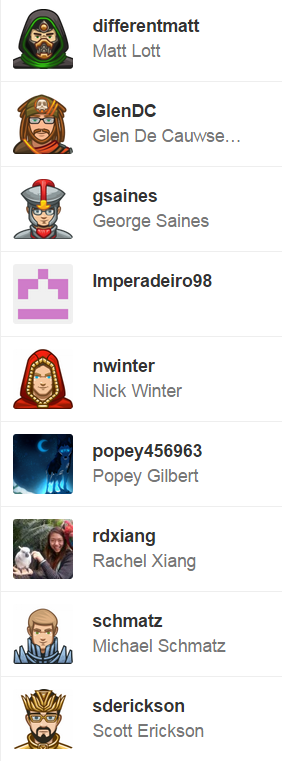 differentmatt
Matt Lott
GlenDC
Glen De Cauwse…
gsaines
George Saines
Imperadeiro98
nwinter
Nick Winter
popey456963
Popey Gilbert
rdxiang
Rachel Xiang
schmatz
Michael Schmatz
sderickson
Scott Erickson